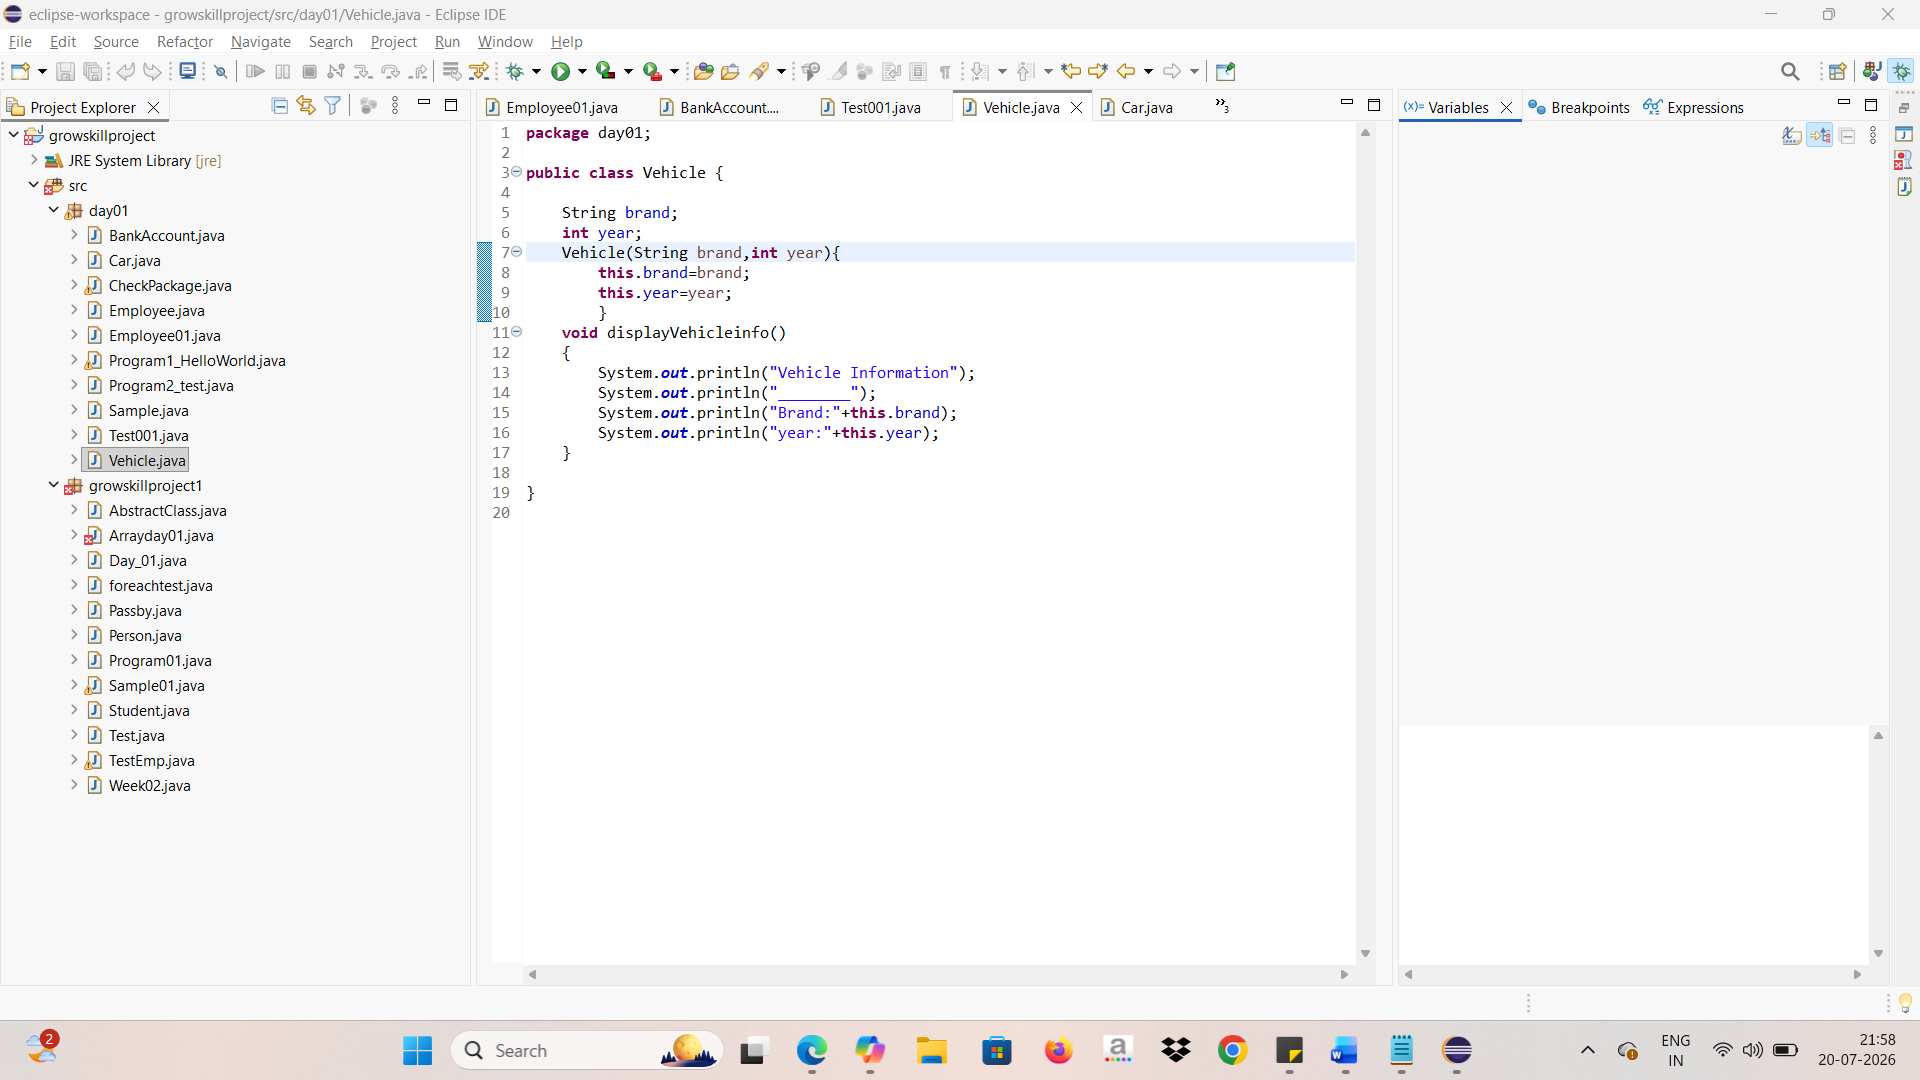 eclipse-workspace - growskillproject/src/day01/Vehicle.java - Eclipse IDE
File Edit Source Refactor Navigate Search Project Run Window Help
Project Explorer
growskillproject
JRE System Library [jre]
src
day01
BankAccount.java
Car.java
CheckPackage.java
Employee.java
Employee01.java
Program1_HelloWorld.java
Program2_test.java
Sample.java
Test001.java
Vehicle.java
growskillproject1
AbstractClass.java
Arrayday01.java
Day_01.java
foreachtest.java
Passby.java
Person.java
Program01.java
Sample01.java
Student.java
Test.java
TestEmp.java
Week02.java
Employee01.java BankAccount.... Test001.java Vehicle.java Car.java »3
1 package day01;
2
3 public class Vehicle {
4
5 String brand;
6 int year;
7 Vehicle(String brand,int year){
8 this.brand=brand;
9 this.year=year;
10 }
11 void displayVehicleinfo()
12 {
13 System.out.println("Vehicle Information");
14 System.out.println("________");
15 System.out.println("Brand:"+this.brand);
16 System.out.println("year:"+this.year);
17 }
18
19 }
20
(x)= Variables Breakpoints Expressions
2
Search
ENG
IN
21:58
20-07-2026